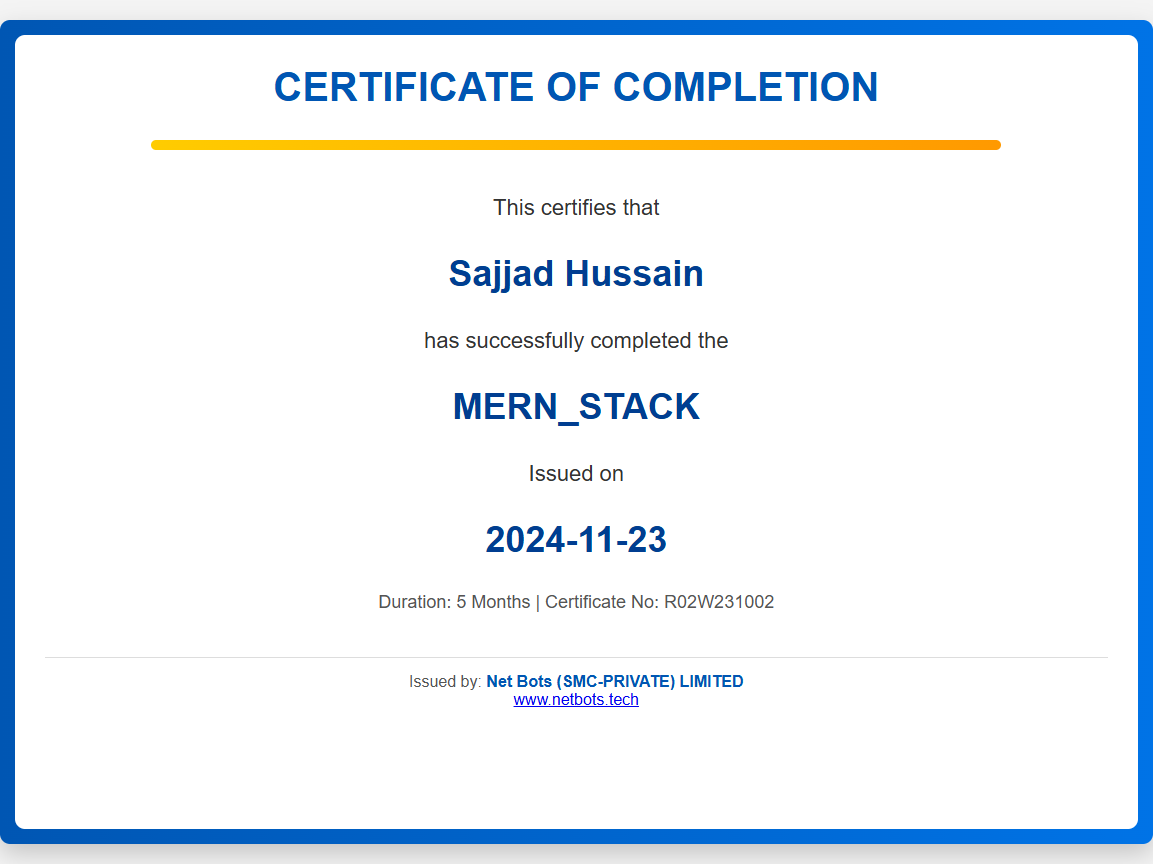 CERTIFICATE OF COMPLETION
This certifies that
Sajjad Hussain
has successfully completed the
MERN_STACK
Issued on
2024-11-23
Duration: 5 Months | Certificate No: R02W231002
Issued by: Net Bots (SMC-PRIVATE) LIMITED
www.netbots.tech